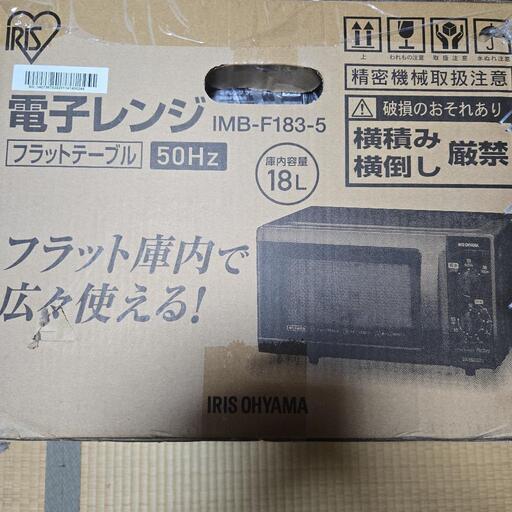 IRIS
上
われもの注意
取扱注意
水ぬれ注意
精密機械取扱注意
電子レンジ IMB-F183-5
フラットテーブル 50Hz
庫内容量
18L
破損のおそれあり
横積み
横倒し
厳禁
フラット庫内で
広々使える!
IRIS OHYAMA
IRIS OHYAMA